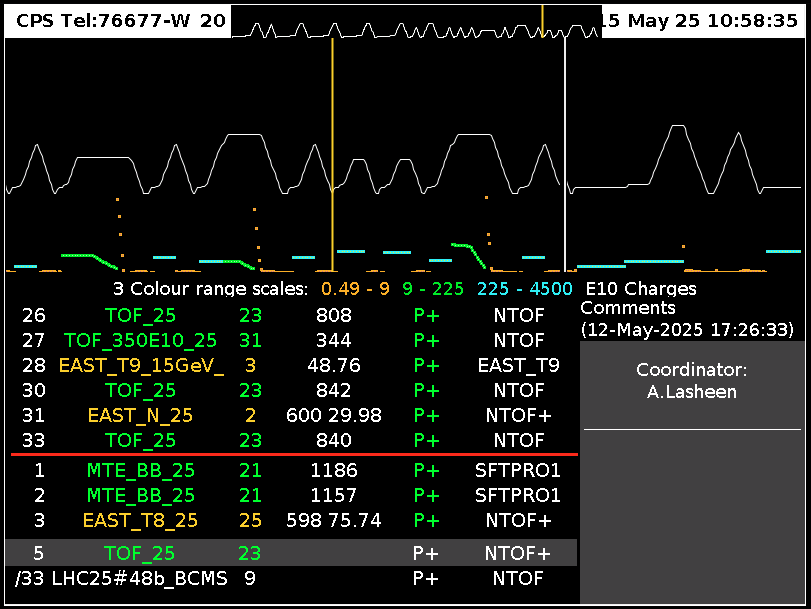 CPS Tel:76677-W 20 5 May 25 10:58:35
3 Colour range scales: 0.49 - 9 9 - 225 225 - 4500 E10 Charges
Comments
(12-May-2025 17:26:33)
Coordinator:
A.Lasheen
26 TOF_25 23 808 P+ NTOF
27 TOF_350E10_25 31 344 P+ NTOF
28 EAST_T9_15GeV_ 3 48.76 P+ EAST_T9
30 TOF_25 23 842 P+ NTOF
31 EAST_N_25 2 600 29.98 P+ NTOF+
33 TOF_25 23 840 P+ NTOF
1 MTE_BB_25 21 1186 P+ SFTPRO1
2 MTE_BB_25 21 1157 P+ SFTPRO1
3 EAST_T8_25 25 598 75.74 P+ NTOF+
5 TOF_25 23 P+ NTOF+
/33 LHC25#48b_BCMS 9 P+ NTOF